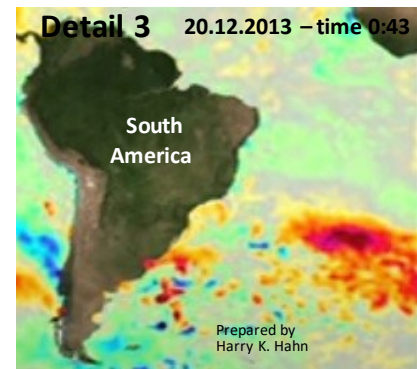 Detail 3 20.12.2013 – time 0:43
South
America
Prepared by
Harry K. Hahn